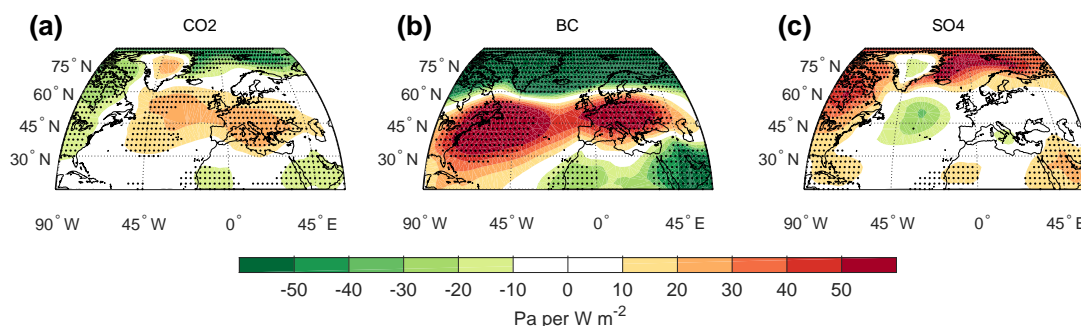 (a) CO2 (b) BC (c) SO4
75° N 75° N 75° N
60° N 60° N 60° N
45° N 45° N 45° N
30° N 30° N 30° N
90° W 45° W 0° 45° E 90° W 45° W 0° 45° E 90° W 45° W 0° 45° E
-50 -40 -30 -20 -10 0 10 20 30 40 50
Pa per W m⁻²